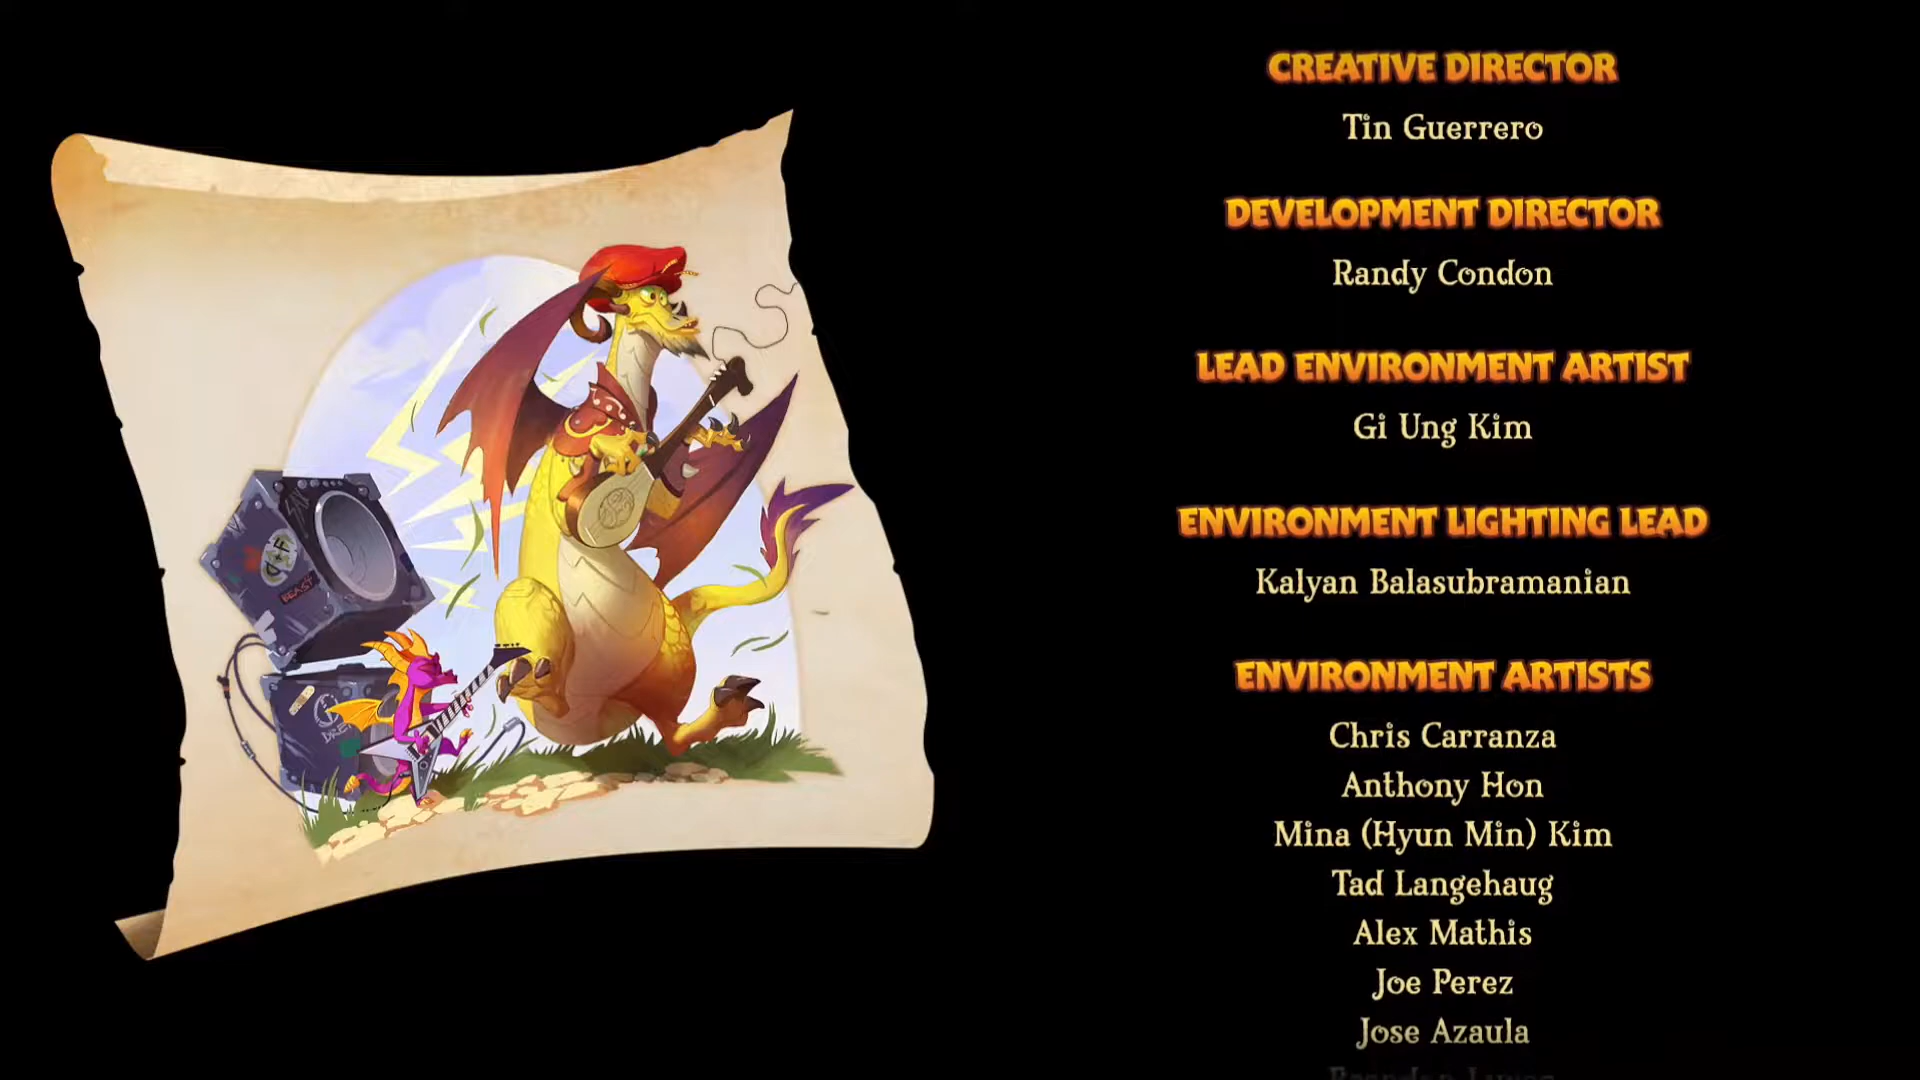 CREATIVE DIRECTOR
Tin Guerrero
DEVELOPMENT DIRECTOR
Randy Condon
LEAD ENVIRONMENT ARTIST
Gi Ung Kim
ENVIRONMENT LIGHTING LEAD
Kalyan Balasubramanian
ENVIRONMENT ARTISTS
Chris Carranza
Anthony Hon
Mina (Hyun Min) Kim
Tad Langehaug
Alex Mathis
Joe Perez
Jose Azaula
BEAST